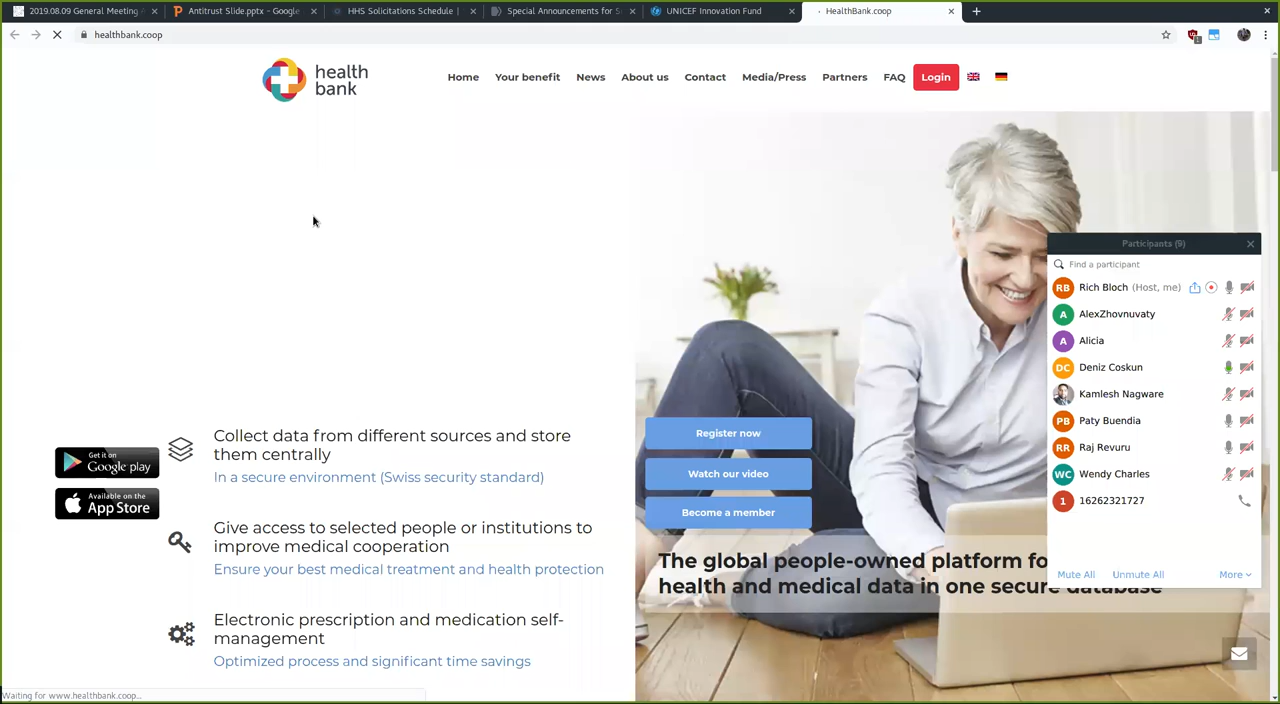 2019.08.09 General Meeting
Antitrust Slide.pptx - Google
HHS Solicitations Schedule |
Special Announcements for S
UNICEF Innovation Fund
HealthBank.coop
healthbank.coop
health
bank
Home
Your benefit
News
About us
Contact
Media/Press
Partners
FAQ
Login
Participants (9)
Find a participant
RB Rich Bloch (Host, me)
A AlexZhovnuvaty
A Alicia
DC Deniz Coskun
Kamlesh Nagware
PB Paty Buendia
RR Raj Revuru
WC Wendy Charles
1 16262321727
Mute All
Unmute All
More
Collect data from different sources and store
them centrally
In a secure environment (Swiss security standard)
Get it on
Google play
Available on the
App Store
Give access to selected people or institutions to
improve medical cooperation
Ensure your best medical treatment and health protection
Electronic prescription and medication self-
management
Optimized process and significant time savings
Register now
Watch our video
Become a member
The global people-owned platform fo
health and medical data in one secure database
Waiting for www.healthbank.coop...